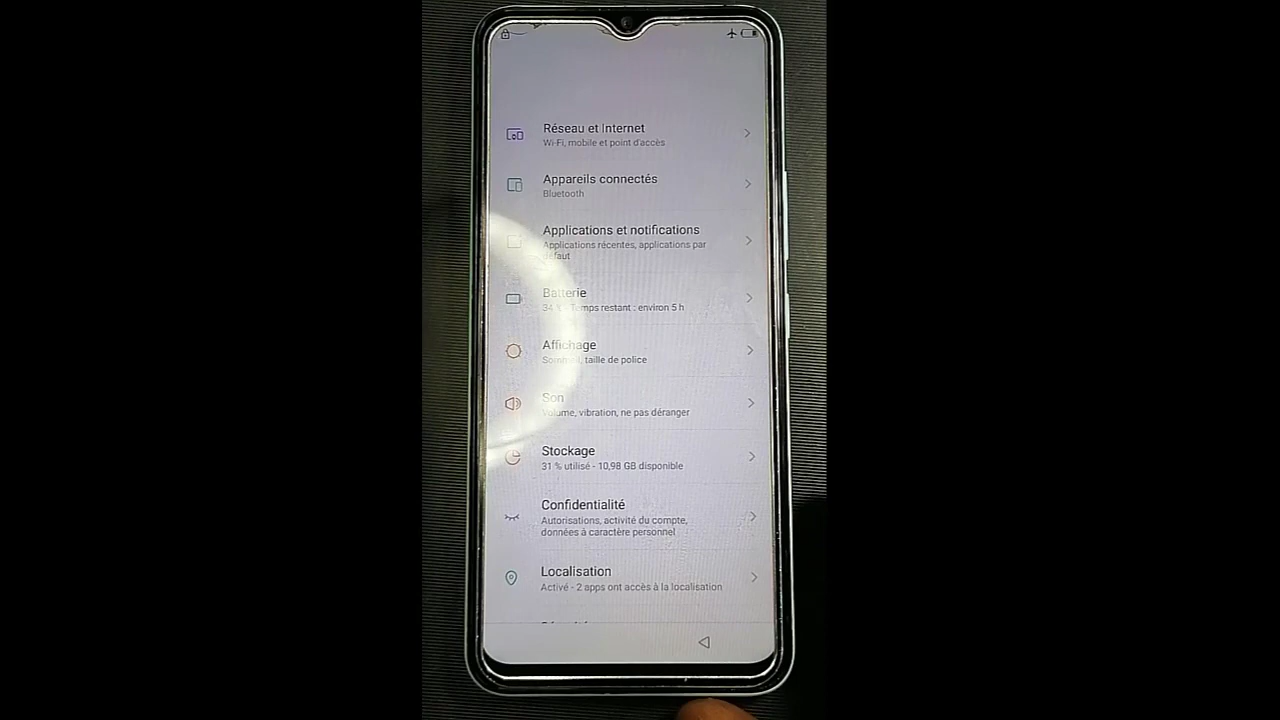 Réseau et Internet
Wi-Fi, mobile et point d'accès
Appareils connectés
Bluetooth
Applications et notifications
Applications récentes, applications par
défaut
Batterie
34 % - Temps restant : environ 5 h
Affichage
Sommeil, taille de police
Son
Volume, vibration, ne pas déranger
Stockage
31 % utilisé - 10,98 GB disponible
Confidentialité
Autorisations, activité du compte,
données à caractère personnel
Localisation
Activé - 2 apps ont accès à la localisation